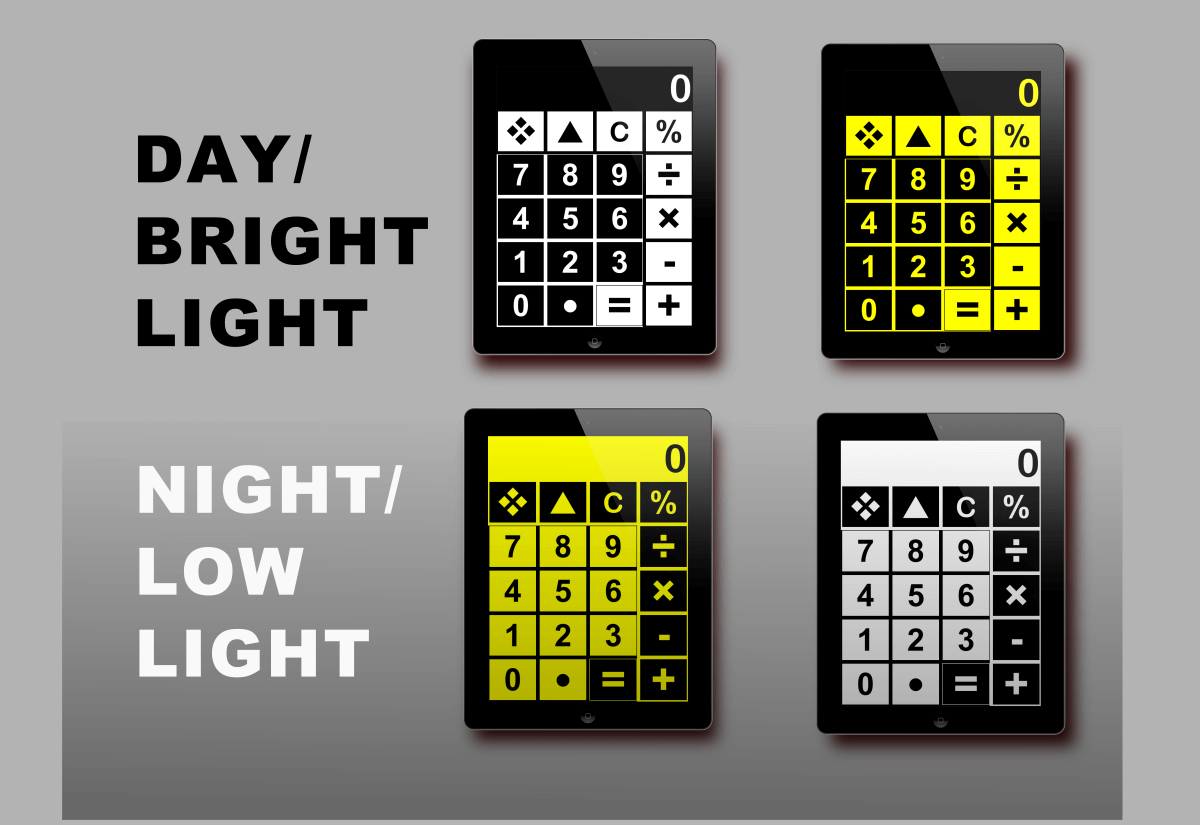 DAY/
BRIGHT
LIGHT
0
C %
7 8 9 ÷
4 5 6 ×
1 2 3 -
0 • = +
0
C %
7 8 9 ÷
4 5 6 ×
1 2 3 -
0 • = +
NIGHT/
LOW
LIGHT
0
C %
7 8 9 ÷
4 5 6 ×
1 2 3 -
0 • = +
0
C %
7 8 9 ÷
4 5 6 ×
1 2 3 -
0 • = +